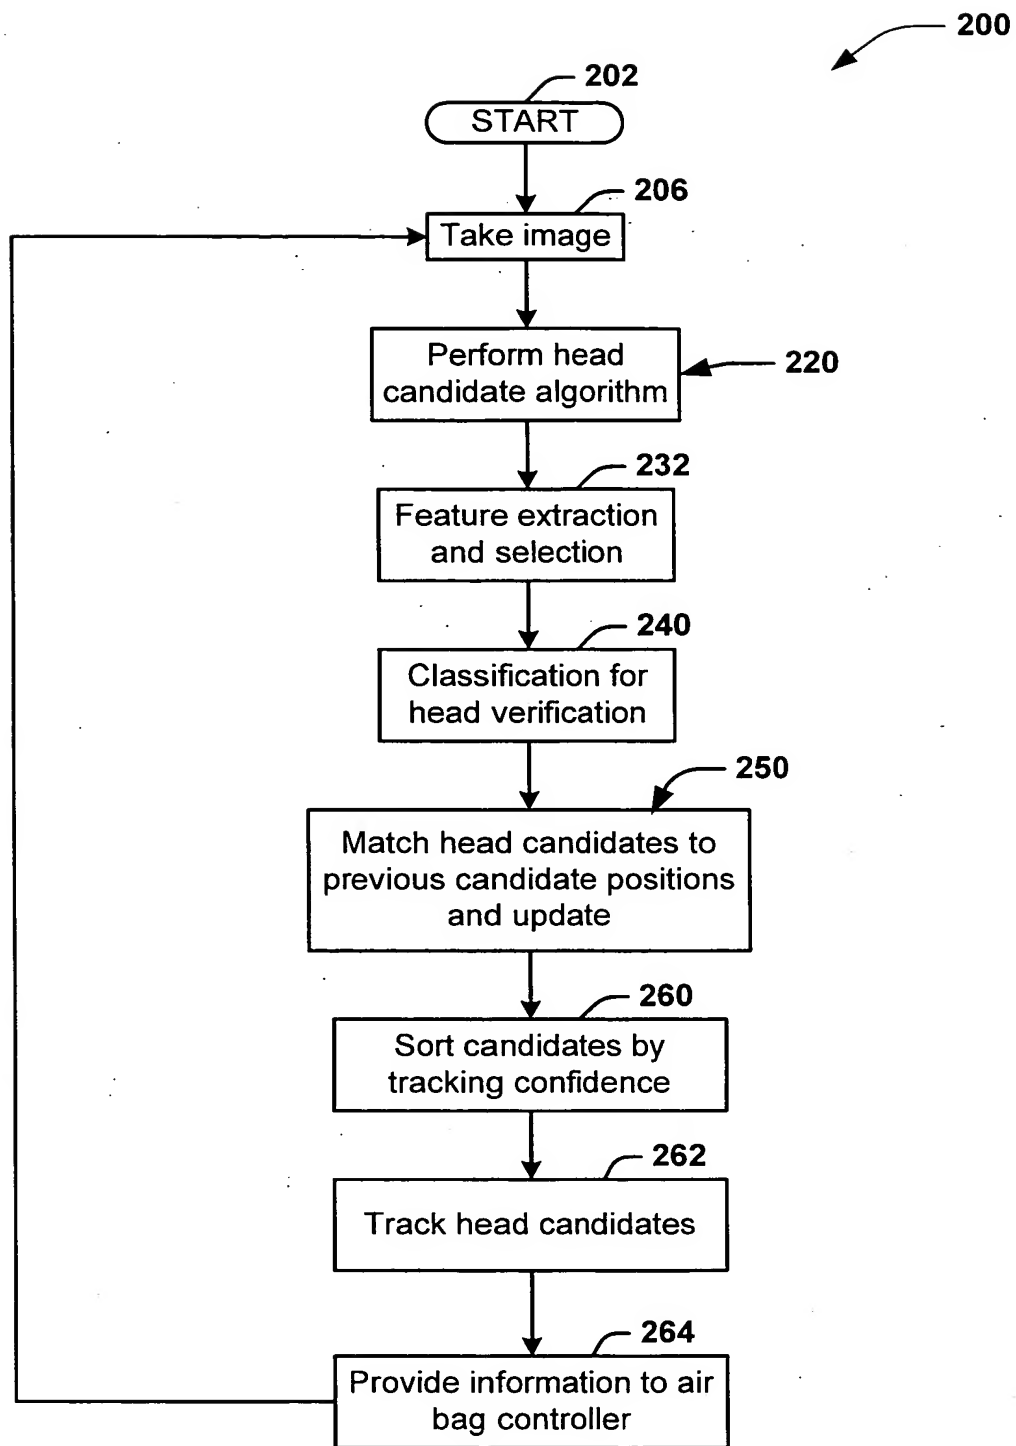 200
202
START
206
Take image
220
Perform head
candidate algorithm
232
Feature extraction
and selection
240
Classification for
head verification
250
Match head candidates to
previous candidate positions
and update
260
Sort candidates by
tracking confidence
262
Track head candidates
264
Provide information to air
bag controller